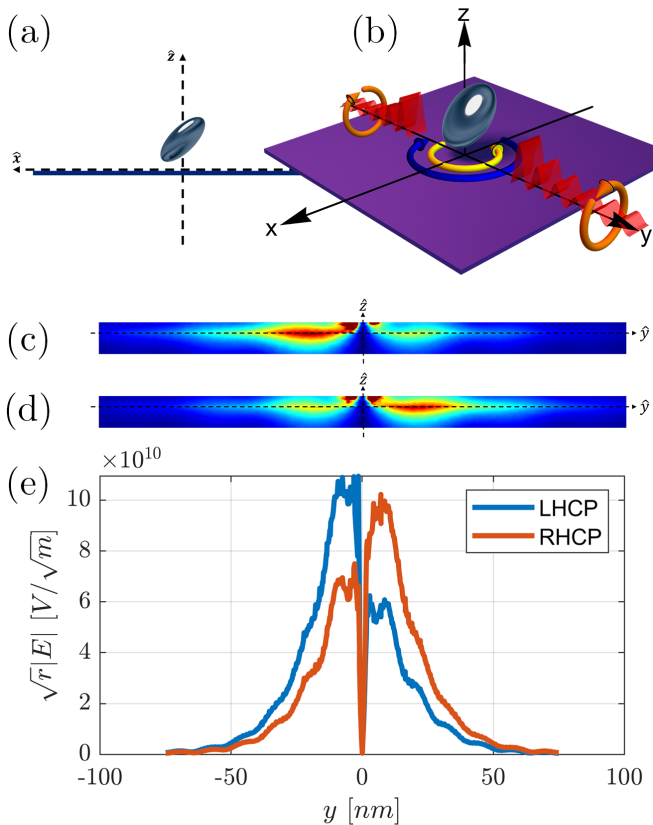 (a)
ẑ
x̂
(b)
z
x
y
(c)
ẑ
ŷ
(d)
ẑ
ŷ
(e)
×10¹⁰
√r|E| [V/√m]
10
8
6
4
2
0
LHCP
RHCP
-100 -50 0 50 100
y [nm]